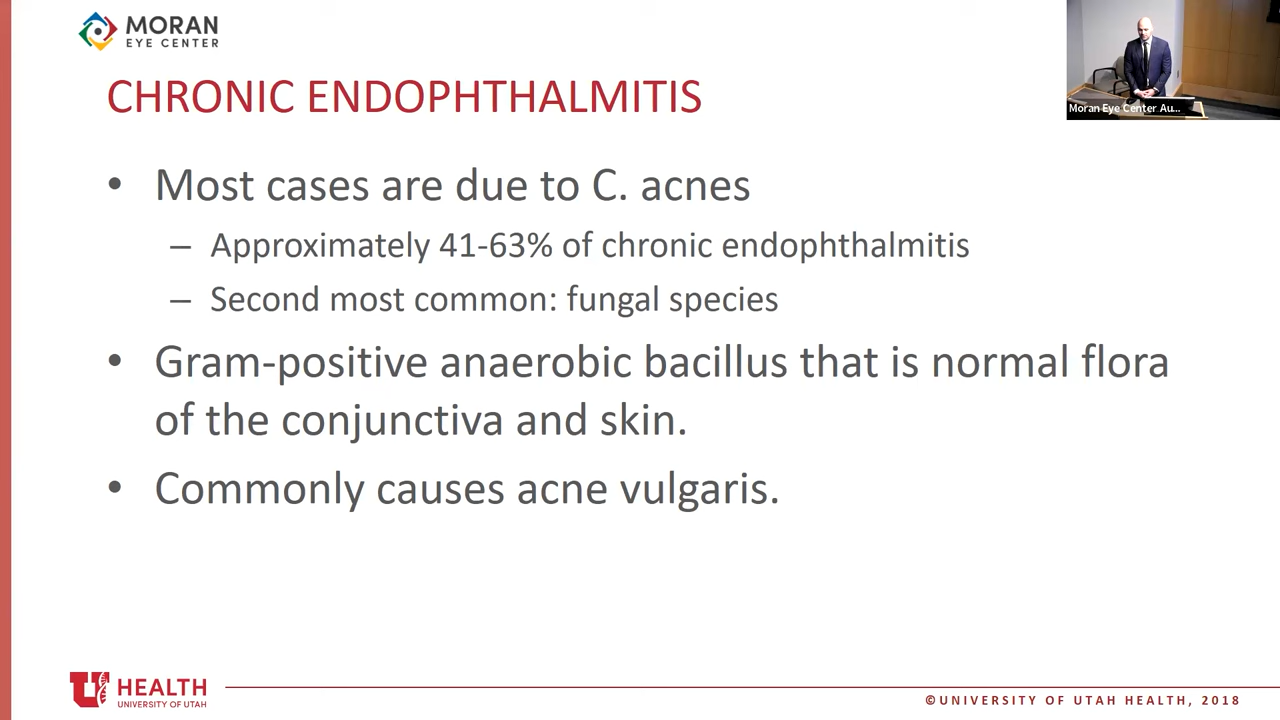 MORAN
EYE CENTER
Moran Eye Center Au...
CHRONIC ENDOPHTHALMITIS
• Most cases are due to C. acnes
– Approximately 41-63% of chronic endophthalmitis
– Second most common: fungal species
• Gram-positive anaerobic bacillus that is normal flora
of the conjunctiva and skin.
• Commonly causes acne vulgaris.
U HEALTH
UNIVERSITY OF UTAH
©UNIVERSITY OF UTAH HEALTH, 2018